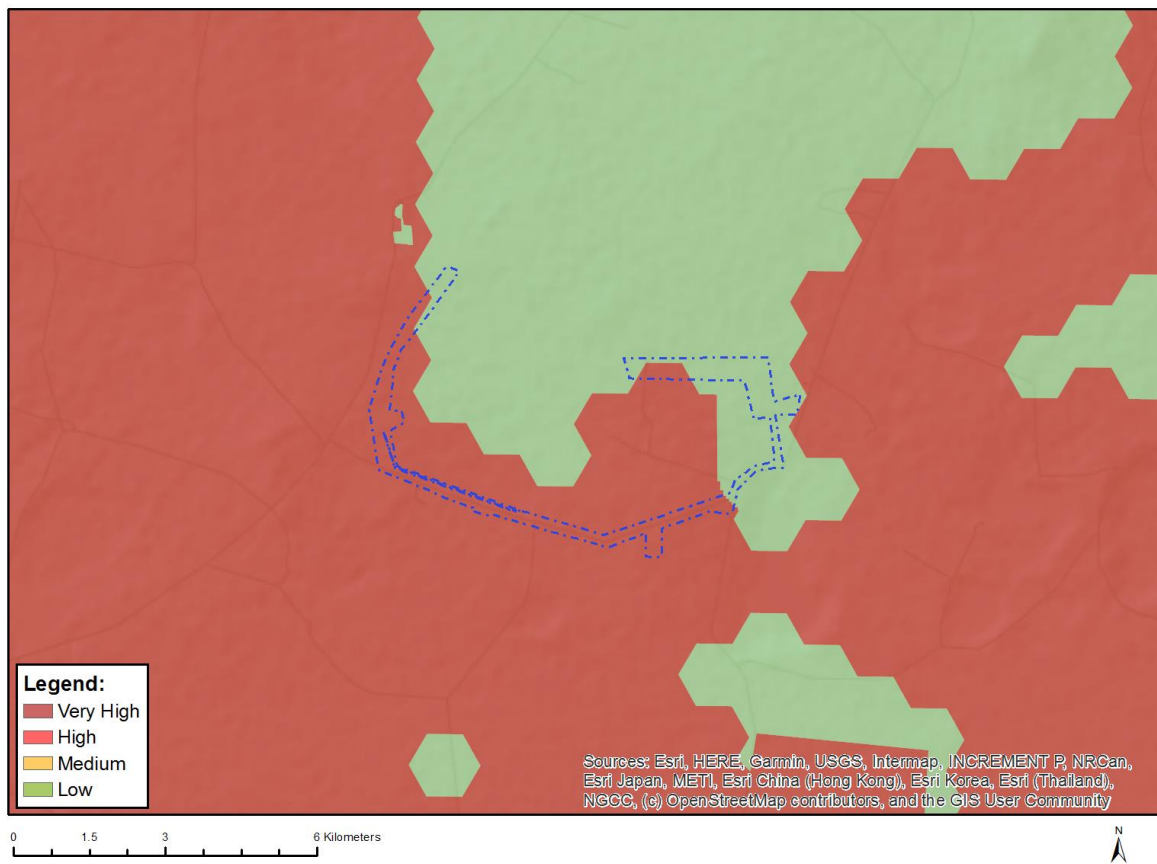 Legend:
Very High
High
Medium
Low
Sources: Esri, HERE, Garmin, USGS, Intermap, INCREMENT P, NRCan,
Esri Japan, METI, Esri China (Hong Kong), Esri Korea, Esri (Thailand),
NGCC, (c) OpenStreetMap contributors, and the GIS User Community
0 1.5 3 6 Kilometers
N